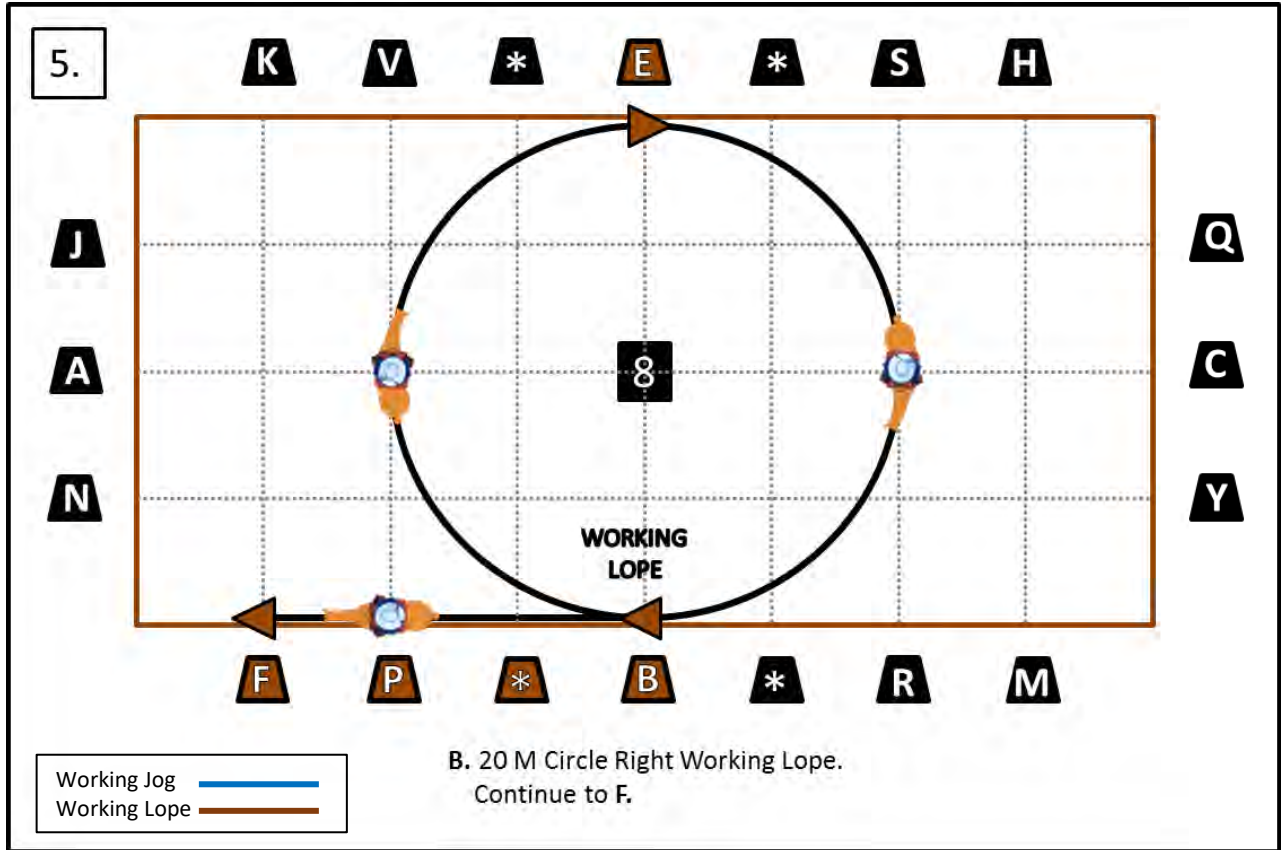 5.
K V * E * S H
J Q
A 8 C
N Y
WORKING
LOPE
F P * B * R M
B. 20 M Circle Right Working Lope.
Continue to F.
Working Jog
Working Lope